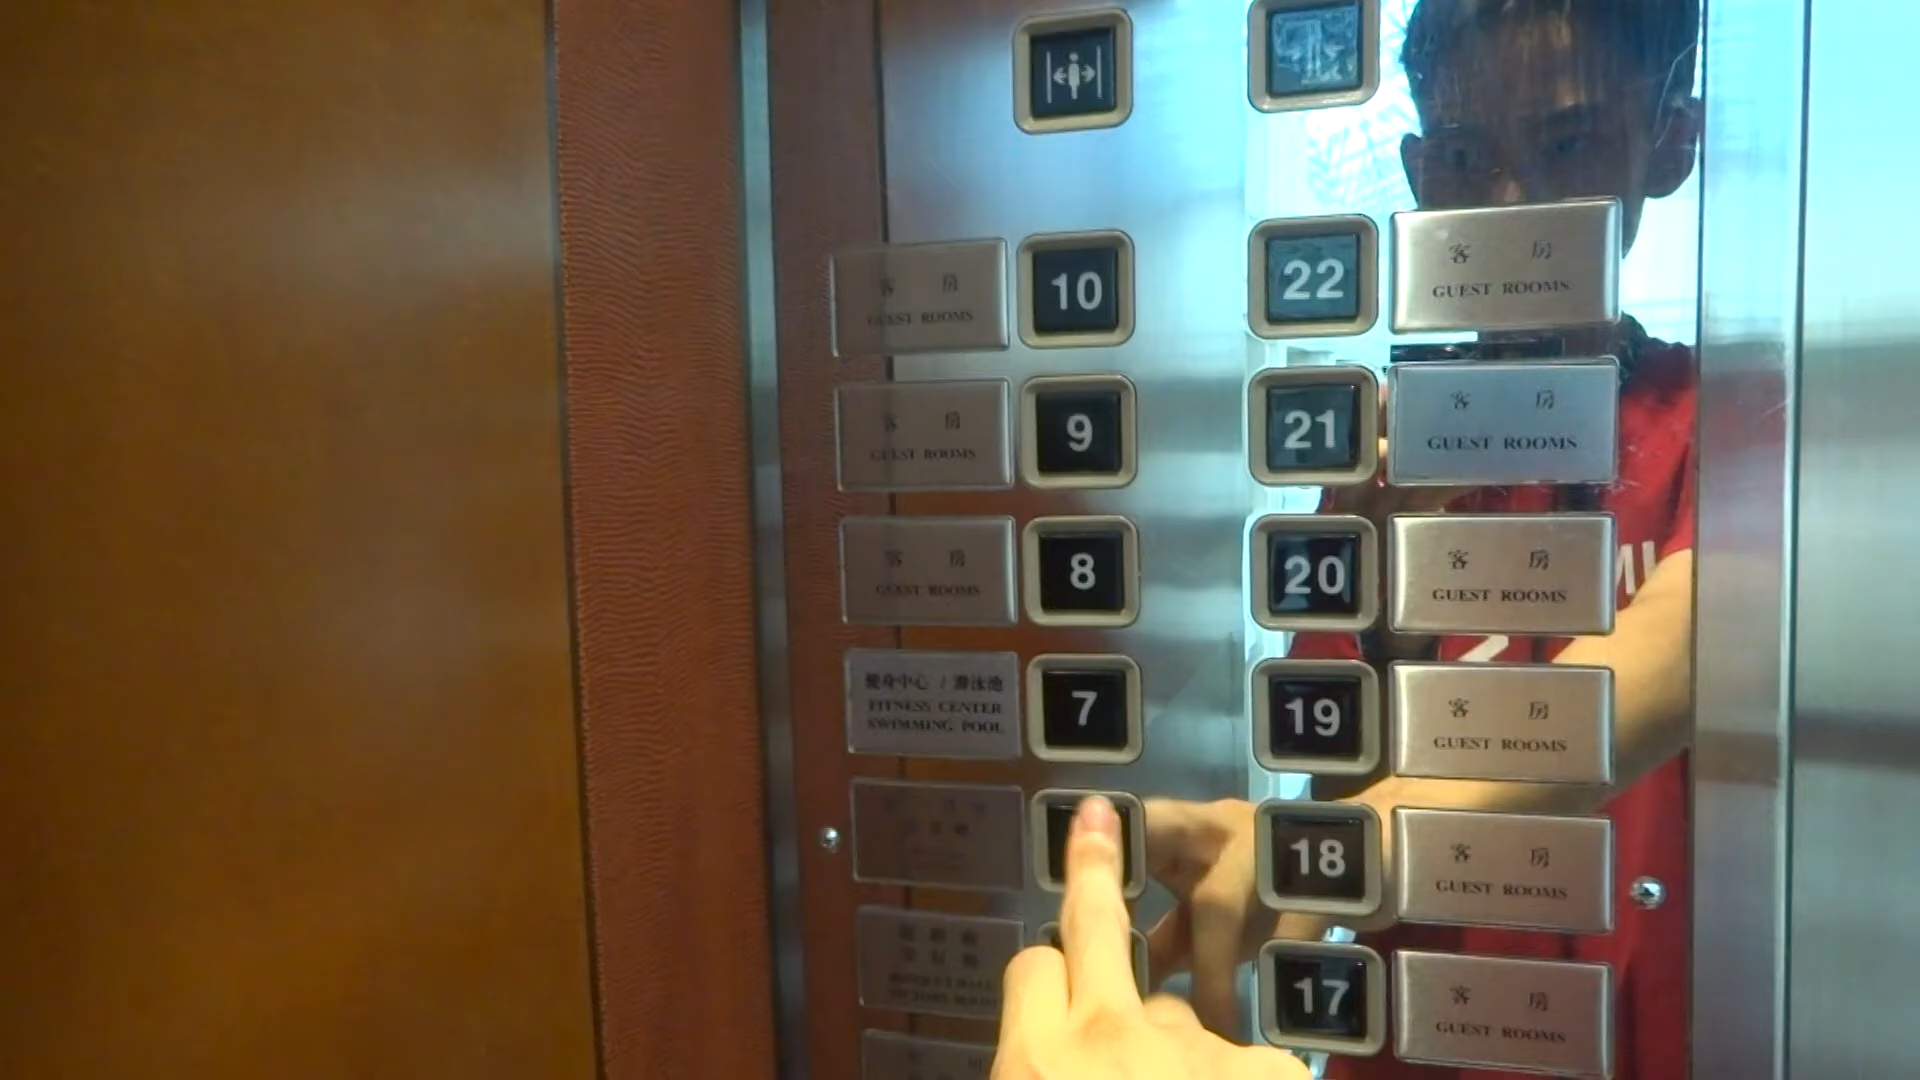 客 房
GUEST ROOMS
10
22
客 房
GUEST ROOMS
客 房
GUEST ROOMS
9
21
客 房
GUEST ROOMS
客 房
GUEST ROOMS
8
20
客 房
GUEST ROOMS
健身中心 / 游泳池
FITNESS CENTER
SWIMMING POOL
7
19
客 房
GUEST ROOMS
18
客 房
GUEST ROOMS
17
客 房
GUEST ROOMS